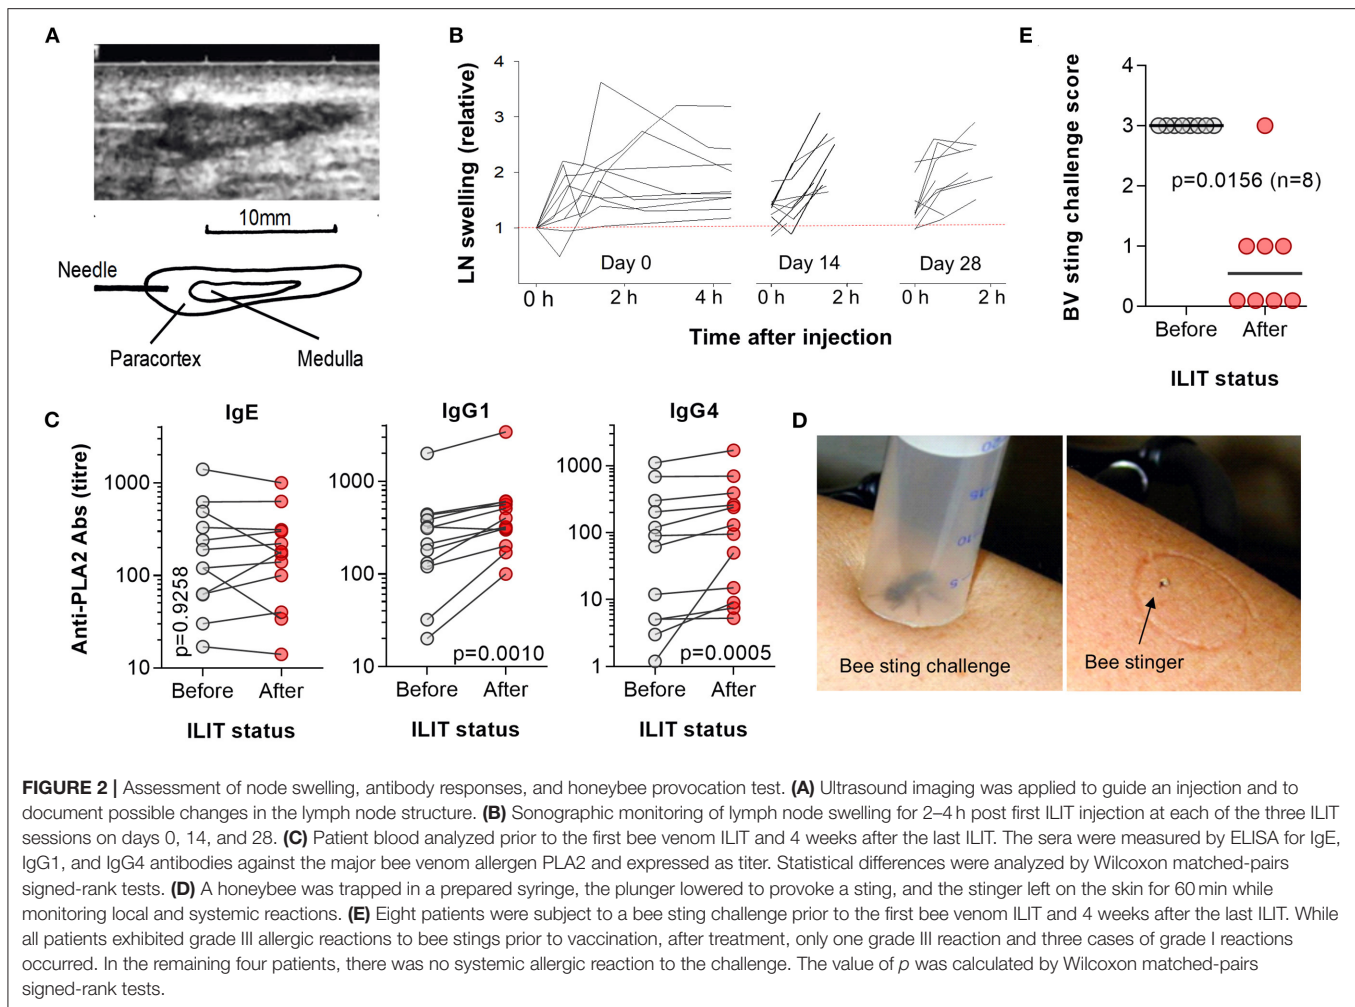 A
10mm
Needle
Paracortex
Medulla
B
LN swelling (relative)
4
3
2
1
Day 0
Day 14
Day 28
0 h
2 h
4 h
0 h
2 h
0 h
2 h
Time after injection
E
BV sting challenge score
4
3
2
1
0
p=0.0156 (n=8)
Before
After
ILIT status
C
Anti-PLA2 Abs (titre)
IgE
1000
100
10
p=0.9258
Before
After
ILIT status
IgG1
1000
100
10
p=0.0010
Before
After
ILIT status
IgG4
1000
100
10
1
p=0.0005
Before
After
ILIT status
D
Bee sting challenge
Bee stinger
FIGURE 2 | Assessment of node swelling, antibody responses, and honeybee provocation test. (A) Ultrasound imaging was applied to guide an injection and to
document possible changes in the lymph node structure. (B) Sonographic monitoring of lymph node swelling for 2–4 h post first ILIT injection at each of the three ILIT
sessions on days 0, 14, and 28. (C) Patient blood analyzed prior to the first bee venom ILIT and 4 weeks after the last ILIT. The sera were measured by ELISA for IgE,
IgG1, and IgG4 antibodies against the major bee venom allergen PLA2 and expressed as titer. Statistical differences were analyzed by Wilcoxon matched-pairs
signed-rank tests. (D) A honeybee was trapped in a prepared syringe, the plunger lowered to provoke a sting, and the stinger left on the skin for 60 min while
monitoring local and systemic reactions. (E) Eight patients were subject to a bee sting challenge prior to the first bee venom ILIT and 4 weeks after the last ILIT. While
all patients exhibited grade III allergic reactions to bee stings prior to vaccination, after treatment, only one grade III reaction and three cases of grade I reactions
occurred. In the remaining four patients, there was no systemic allergic reaction to the challenge. The value of p was calculated by Wilcoxon matched-pairs
signed-rank tests.